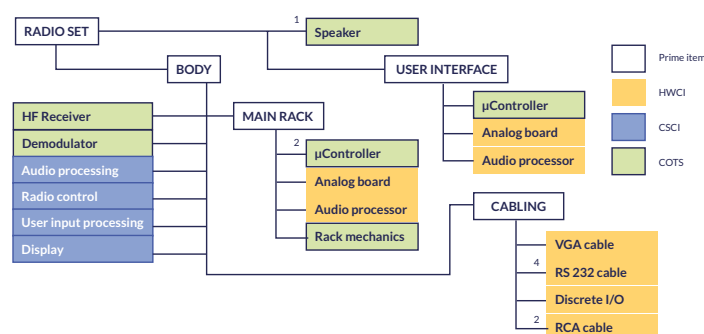 RADIO SET
1
Speaker
BODY
USER INTERFACE
Prime item
HWCI
CSCI
COTS
HF Receiver
Demodulator
Audio processing
Radio control
User input processing
Display
MAIN RACK
2
µController
Analog board
Audio processor
Rack mechanics
µController
Analog board
Audio processor
CABLING
VGA cable
4
RS 232 cable
Discrete I/O
2
RCA cable